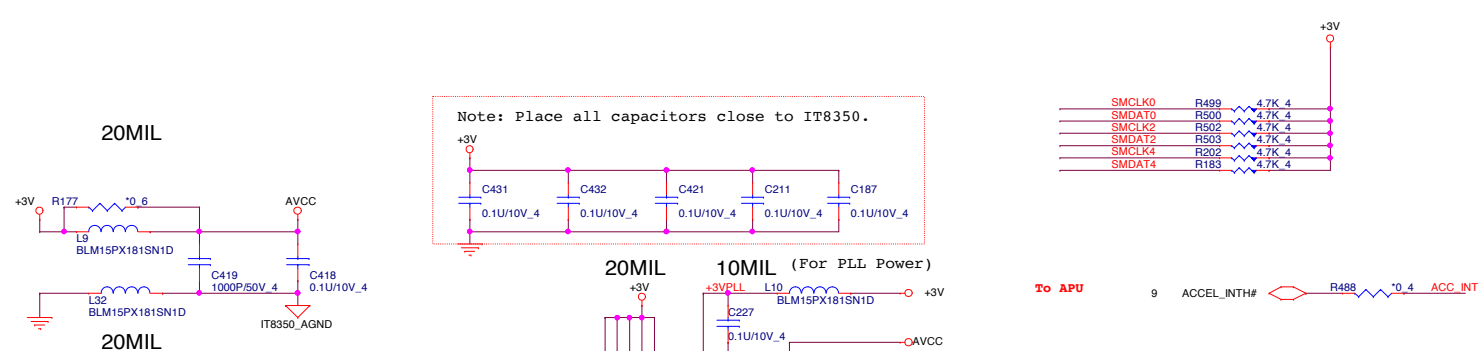 +3V
SMCLK0 R499 4.7K_4
SMDAT0 R500 4.7K_4
SMCLK2 R502 4.7K_4
SMDAT2 R503 4.7K_4
SMCLK4 R202 4.7K_4
SMDAT4 R183 4.7K_4
Note: Place all capacitors close to IT8350.
+3V
C431 C432 C421 C211 C187
0.1U/10V_4 0.1U/10V_4 0.1U/10V_4 0.1U/10V_4 0.1U/10V_4
20MIL
+3V R177 *0_6 AVCC
L9
BLM15PX181SN1D
C419
1000P/50V_4
C418
0.1U/10V_4
L32
BLM15PX181SN1D
IT8350_AGND
20MIL
20MIL
+3V
10MIL (For PLL Power)
+3VPLL L10 +3V
BLM15PX181SN1D
C227
0.1U/10V_4
AVCC
To APU 9 ACCEL_INTH# R488 *0_4 ACC_INT